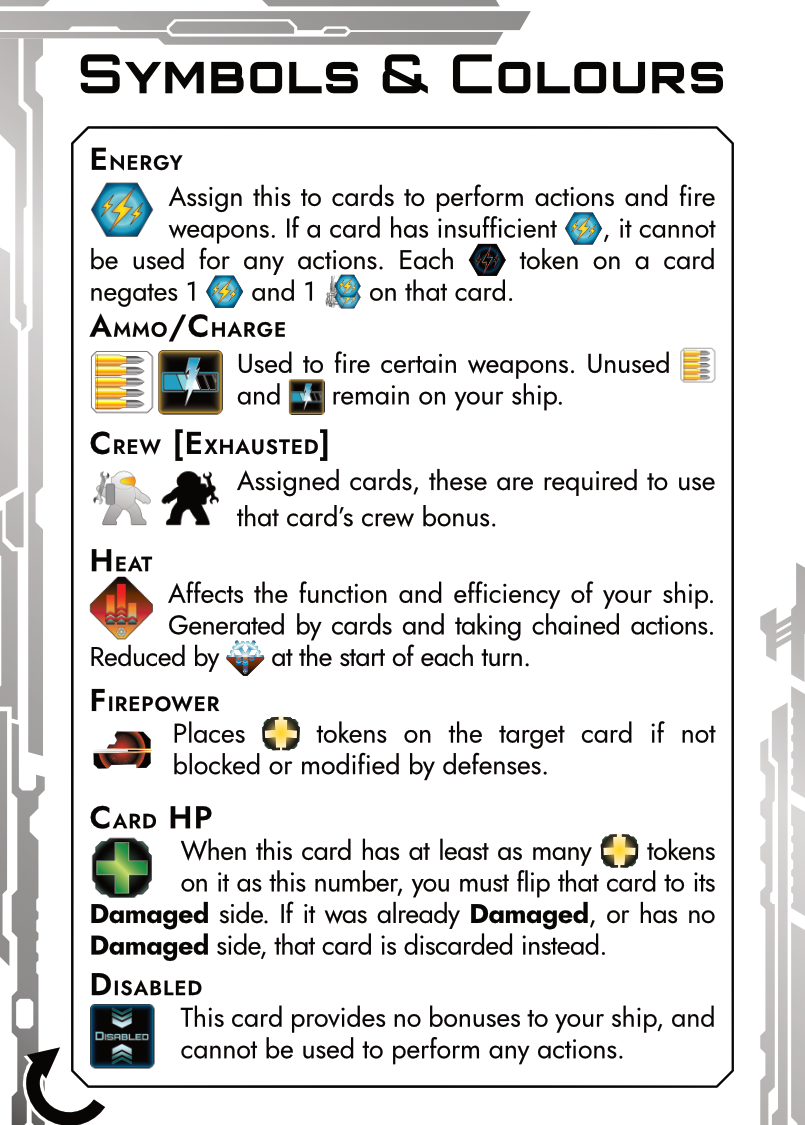 Symbols & Colours
Energy
Assign this to cards to perform actions and fire
weapons. If a card has insufficient , it cannot
be used for any actions. Each token on a card
negates 1 and 1 on that card.
Ammo/Charge
Used to fire certain weapons. Unused
and remain on your ship.
Crew [Exhausted]
Assigned cards, these are required to use
that card's crew bonus.
Heat
Affects the function and efficiency of your ship.
Generated by cards and taking chained actions.
Reduced by at the start of each turn.
Firepower
Places tokens on the target card if not
blocked or modified by defenses.
Card HP
When this card has at least as many tokens
on it as this number, you must flip that card to its
Damaged side. If it was already Damaged, or has no
Damaged side, that card is discarded instead.
Disabled
Disabled
This card provides no bonuses to your ship, and
cannot be used to perform any actions.